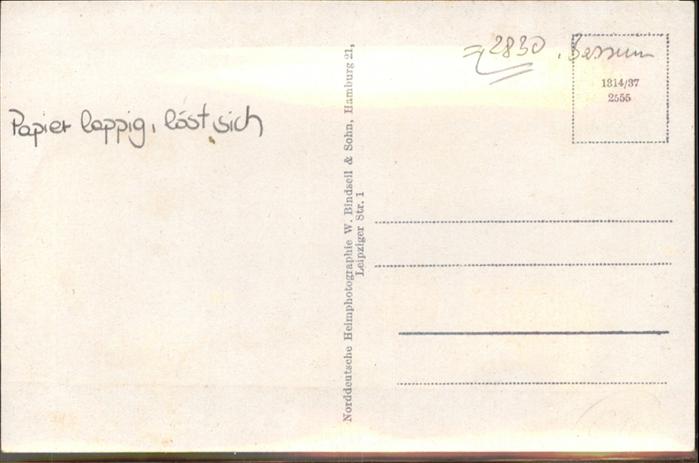 2830 Bassum
1314/37
2555
Papier lappig, löst sich
Norddeutsche Heimphotographie W. Bindseil & Sohn, Hamburg 21,
Leipziger Str. 1